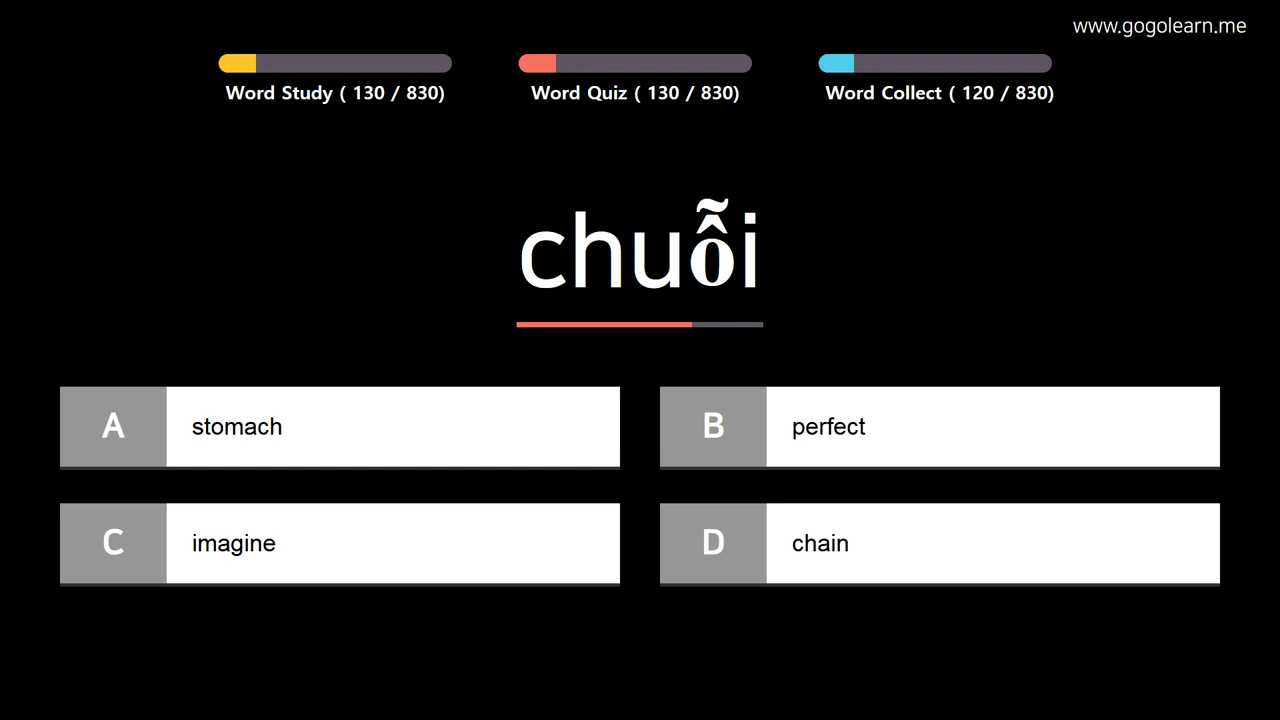 www.gogolearn.me
Word Study ( 130 / 830)
Word Quiz ( 130 / 830)
Word Collect ( 120 / 830)
chuỗi
A stomach
B perfect
C imagine
D chain